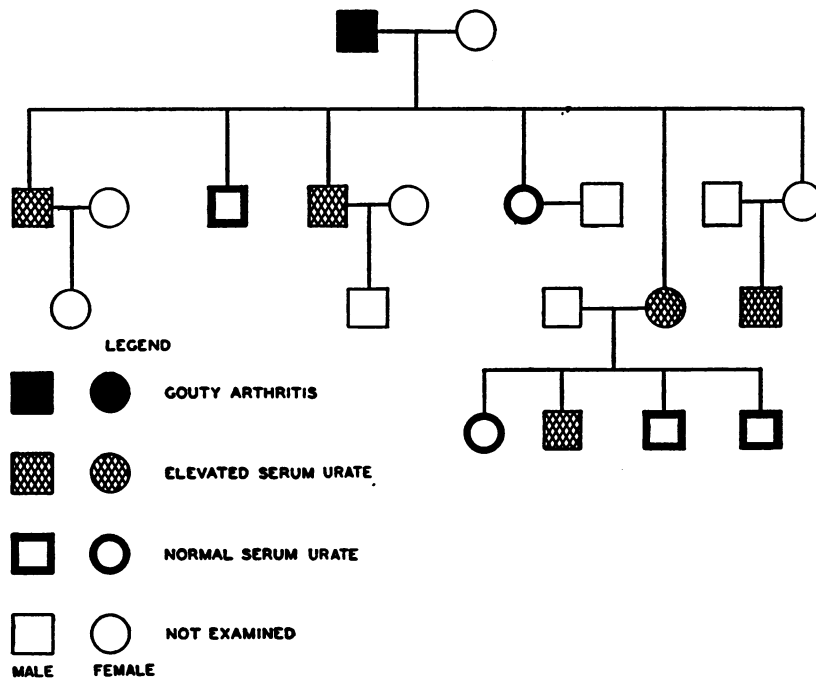 LEGEND
GOUTY ARTHRITIS
ELEVATED SERUM URATE
NORMAL SERUM URATE
NOT EXAMINED
MALE FEMALE